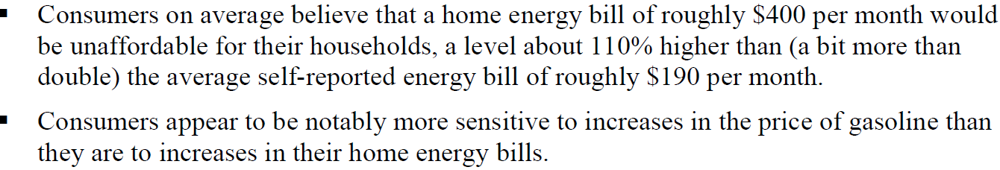 ▪ Consumers on average believe that a home energy bill of roughly $400 per month would
be unaffordable for their households, a level about 110% higher than (a bit more than
double) the average self-reported energy bill of roughly $190 per month.
▪ Consumers appear to be notably more sensitive to increases in the price of gasoline than
they are to increases in their home energy bills.